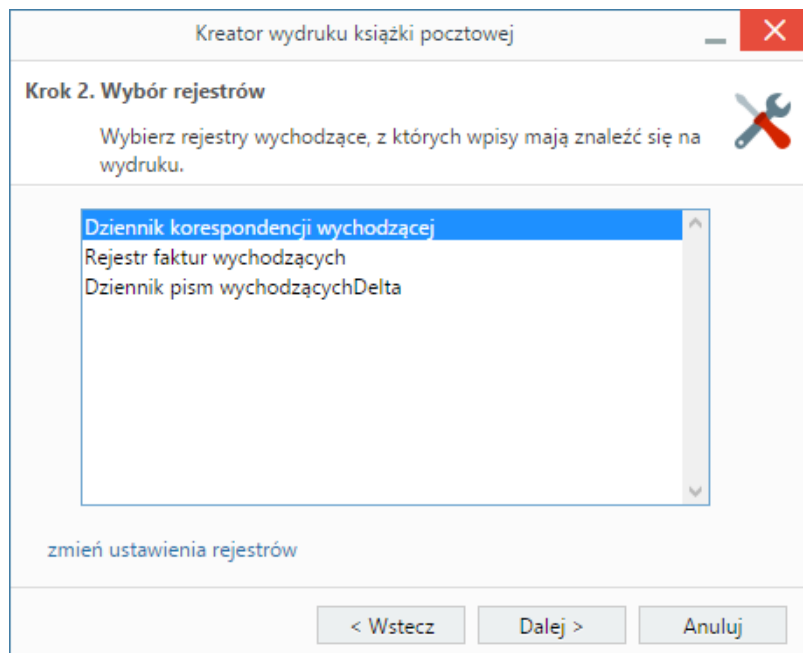 Kreator wydruku książki pocztowej
Krok 2. Wybór rejestrów
Wybierz rejestry wychodzące, z których wpisy mają znaleźć się na
wydruku.
Dziennik korespondencji wychodzącej
Rejestr faktur wychodzących
Dziennik pism wychodzącychDelta
zmień ustawienia rejestrów
< Wstecz
Dalej >
Anuluj